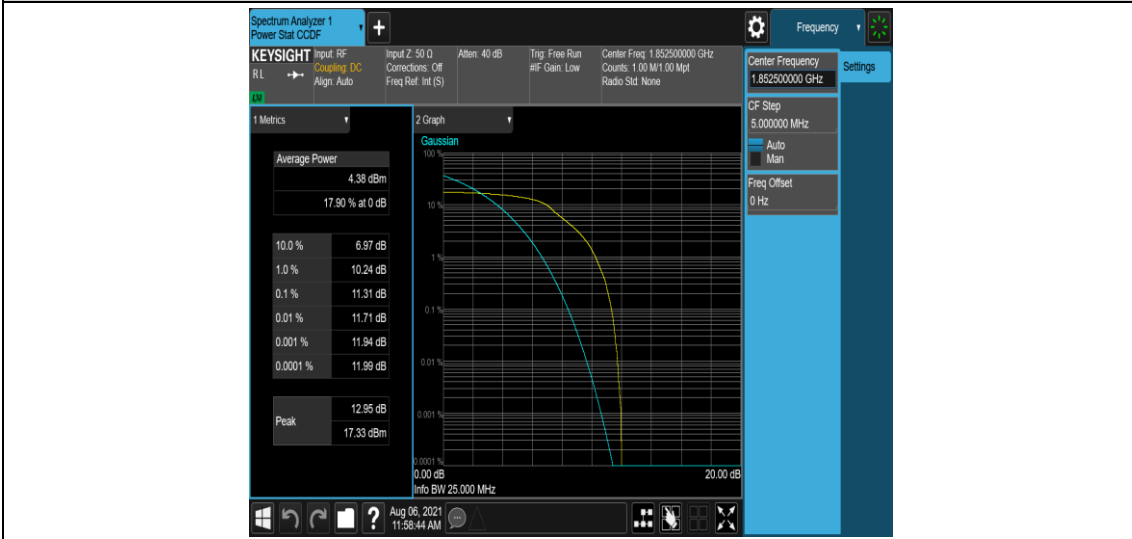 Spectrum Analyzer 1
Power Stat CCDF
+
Frequency
KEYSIGHT
RL
LXI
Input: RF
Coupling: DC
Align: Auto
Input Z: 50 Ω
Corrections: Off
Freq Ref: Int (S)
Atten: 40 dB
Trig: Free Run
#IF Gain: Low
Center Freq: 1.852500000 GHz
Counts: 1.00 M/1.00 Mpt
Radio Std: None
Center Frequency
1.852500000 GHz
Settings
CF Step
5.000000 MHz
Auto
Man
Freq Offset
0 Hz
1 Metrics
Average Power
4.38 dBm
17.90 % at 0 dB
10.0 % 6.97 dB
1.0 % 10.24 dB
0.1 % 11.31 dB
0.01 % 11.71 dB
0.001 % 11.94 dB
0.0001 % 11.99 dB
Peak
12.95 dB
17.33 dBm
2 Graph
Gaussian
100 %
10 %
1 %
0.1 %
0.01 %
0.001 %
0.0001 %
0.00 dB
20.00 dB
Info BW 25.000 MHz
?
Aug 06, 2021
11:58:44 AM